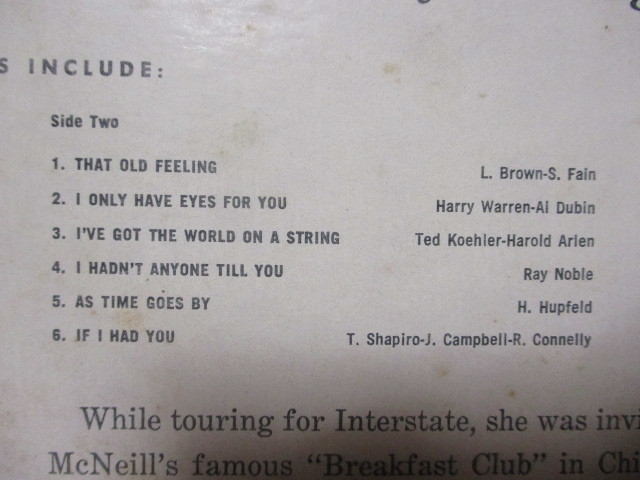 S INCLUDE:
Side Two
1. THAT OLD FEELING L. Brown-S. Fain
2. I ONLY HAVE EYES FOR YOU Harry Warren-Al Dubin
3. I'VE GOT THE WORLD ON A STRING Ted Koehler-Harold Arlen
4. I HADN'T ANYONE TILL YOU Ray Noble
5. AS TIME GOES BY H. Hupfeld
6. IF I HAD YOU T. Shapiro-J. Campbell-R. Connelly
While touring for Interstate, she was invi
McNeill's famous "Breakfast Club" in Chi